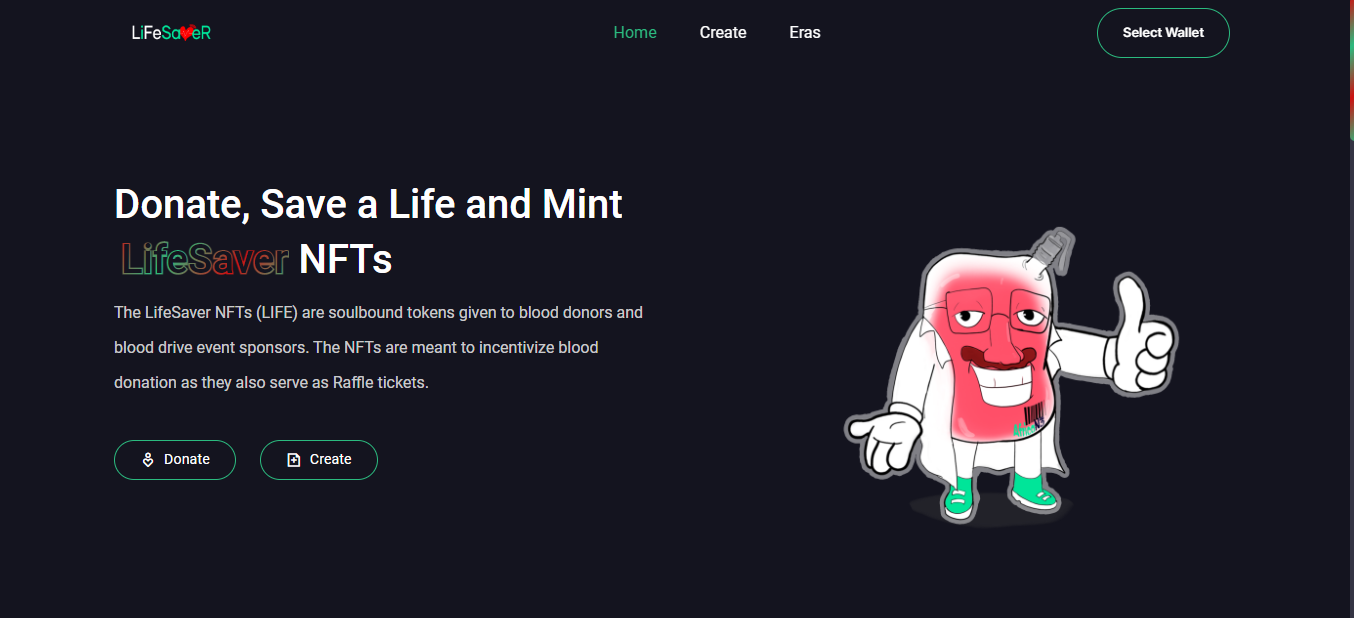 LiFeSaveR
Home
Create
Eras
Select Wallet
Donate, Save a Life and Mint
LifeSaver NFTs
The LifeSaver NFTs (LIFE) are soulbound tokens given to blood donors and
blood drive event sponsors. The NFTs are meant to incentivize blood
donation as they also serve as Raffle tickets.
Donate
Create